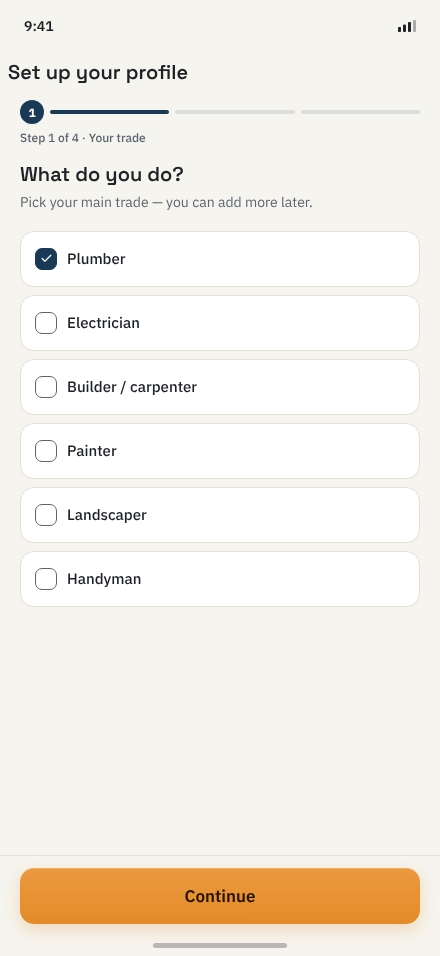 9:41
Set up your profile
1
Step 1 of 4 · Your trade
What do you do?
Pick your main trade — you can add more later.
Plumber
Electrician
Builder / carpenter
Painter
Landscaper
Handyman
Continue